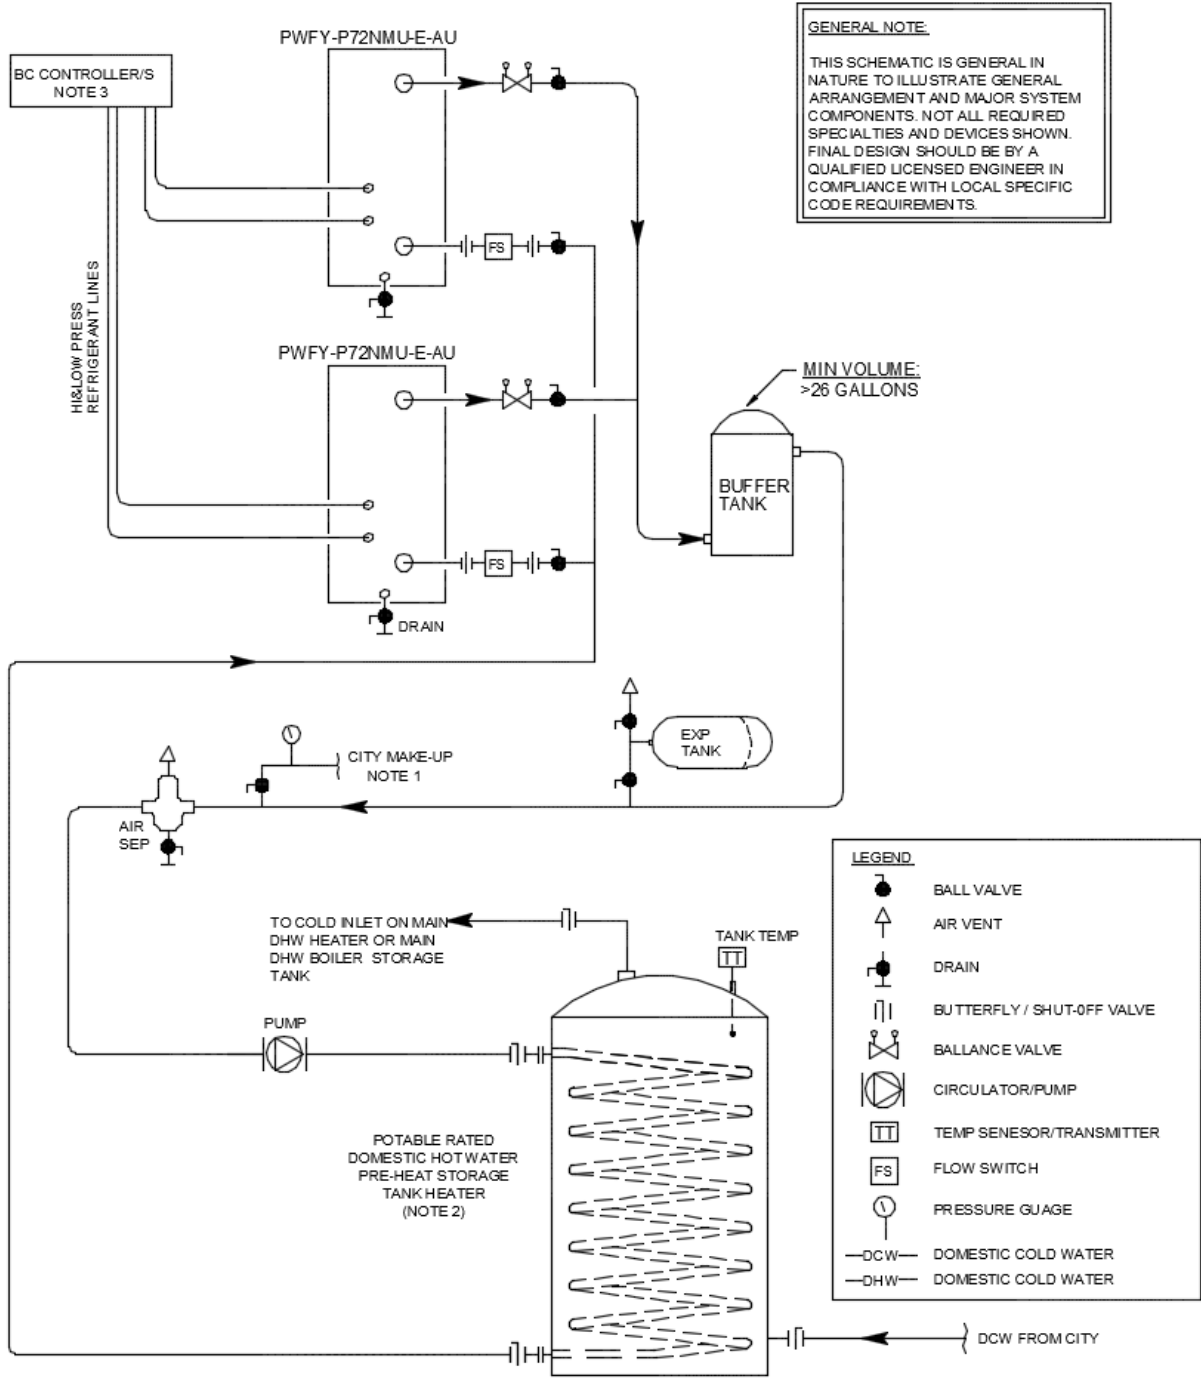 PWFY-P72NMU-E-AU
BC CONTROLLER/S
NOTE 3
GENERAL NOTE:
THIS SCHEMATIC IS GENERAL IN
NATURE TO ILLUSTRATE GENERAL
ARRANGEMENT AND MAJOR SYSTEM
COMPONENTS. NOT ALL REQUIRED
SPECIALTIES AND DEVICES SHOWN.
FINAL DESIGN SHOULD BE BY A
QUALIFIED LICENSED ENGINEER IN
COMPLIANCE WITH LOCAL SPECIFIC
CODE REQUIREMENTS.
FS
HI&LOW PRESS
REFRIGERANT LINES
PWFY-P72NMU-E-AU
MIN VOLUME:
>26 GALLONS
BUFFER
TANK
FS
DRAIN
EXP
TANK
CITY MAKE-UP
NOTE 1
AIR
SEP
TO COLD INLET ON MAIN
DHW HEATER OR MAIN
DHW BOILER STORAGE
TANK
TANK TEMP
TT
PUMP
POTABLE RATED
DOMESTIC HOT WATER
PRE-HEAT STORAGE
TANK HEATER
(NOTE 2)
LEGEND
BALL VALVE
AIR VENT
DRAIN
BUTTERFLY / SHUT-0FF VALVE
BALLANCE VALVE
CIRCULATOR/PUMP
TT TEMP SENESOR/TRANSMITTER
FS FLOW SWITCH
PRESSURE GUAGE
DCW DOMESTIC COLD WATER
DHW DOMESTIC COLD WATER
DCW FROM CITY